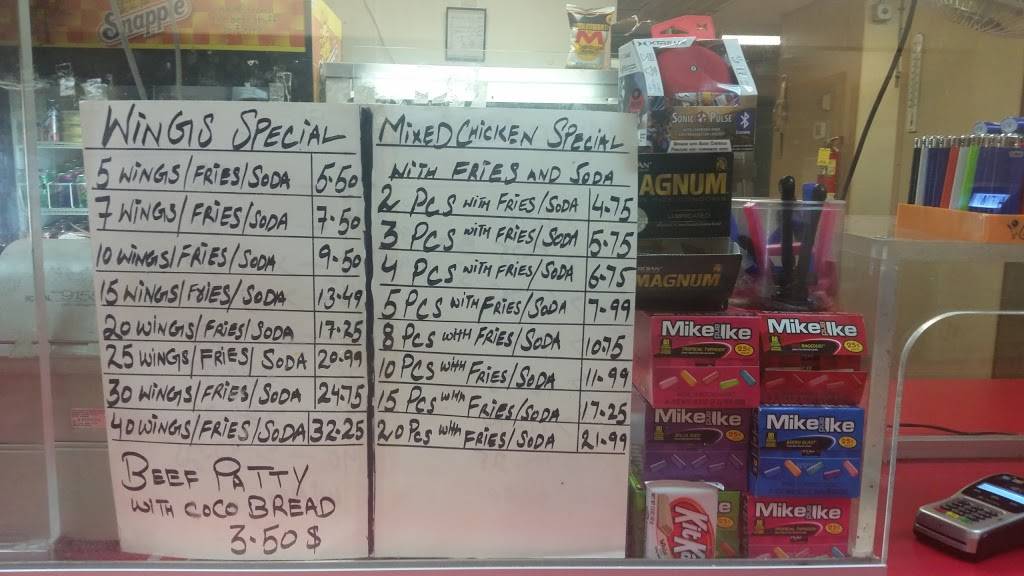 Snapple
WINGS SPECIAL
5 WINGS/FRIES/SODA 5.50
7 WINGS/FRIES/SODA 7.50
10 WINGS/FRIES/SODA 9.50
15 WINGS/FRIES/SODA 13.49
20 WINGS/FRIES/SODA 17.25
25 WINGS/FRIES/SODA 20.99
30 WINGS/FRIES/SODA 24.75
40 WINGS/FRIES/SODA 32.25
BEEF PATTY
WITH COCO BREAD
3.50$
MIXED CHICKEN SPECIAL
WITH FRIES AND SODA
2 PCS WITH FRIES/SODA 4.75
3 PCS WITH FRIES/SODA 5.75
4 PCS WITH FRIES/SODA 6.75
5 PCS WITH FRIES/SODA 7.99
8 PCS WITH FRIES/SODA 10.75
10 PCS WITH FRIES/SODA 11.99
15 PCS WITH FRIES/SODA 17.25
20 PCS WITH FRIES/SODA 21.99
SONIC PULSE
AGNUM
MAGNUM
Mike and Ike
Mike and Ike
Mike and Ike
Mike and Ike
Mike and Ike
Kit Ka